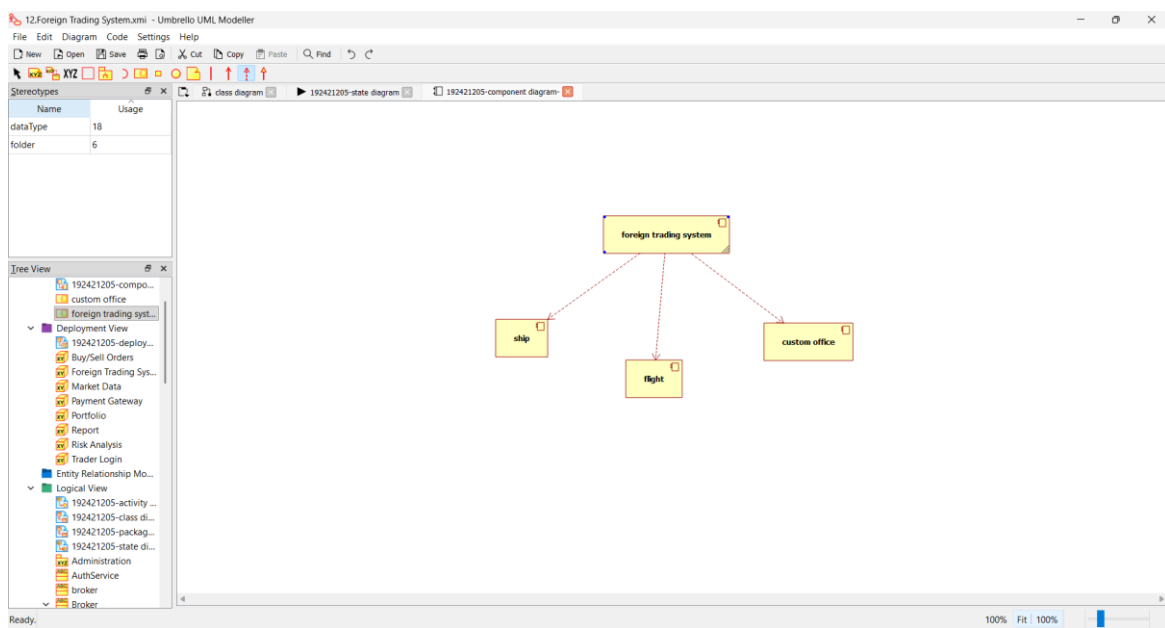 12.Foreign Trading System.xmi - Umbrello UML Modeller
File Edit Diagram Code Settings Help
New Open Save Cut Copy Paste Find
XYZ XYZ
Stereotypes
class diagram 192421205-state diagram 192421205-component diagram-
Name Usage
dataType 18
folder 6
foreign trading system
ship
flight
custom office
Tree View
192421205-compo...
custom office
foreign trading syst...
Deployment View
192421205-deploy...
Buy/Sell Orders
Foreign Trading Sys...
Market Data
Payment Gateway
Portfolio
Report
Risk Analysis
Trader Login
Entity Relationship Mo...
Logical View
192421205-activity ...
192421205-class di...
192421205-packag...
192421205-state di...
Administration
AuthService
broker
Broker
Ready.
100% Fit 100%